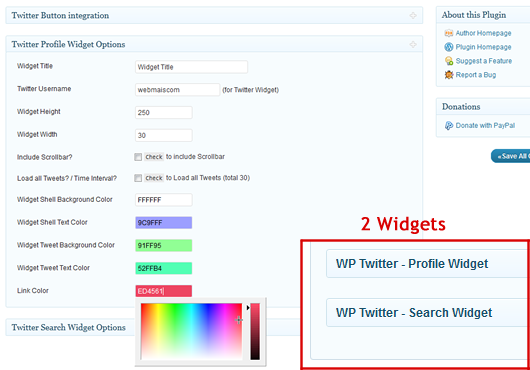 Twitter Button integration
Twitter Profile Widget Options
Widget Title Widget Title
Twitter Username webmaiscom (for Twitter Widget)
Widget Height 250
Widget Width 30
Include Scrollbar? Check to include Scrollbar
Load all Tweets? / Time Interval? Check to Load all Tweets (total 30)
Widget Shell Background Color FFFFFF
Widget Shell Text Color 9C9FFF
Widget Tweet Background Color 91FF95
Widget Tweet Text Color 52FFB4
Link Color ED4561
Twitter Search Widget Options
About this Plugin
Author Homepage
Plugin Homepage
Suggest a Feature
Report a Bug
Donations
Donate with PayPal
«Save All
2 Widgets
WP Twitter - Profile Widget
WP Twitter - Search Widget